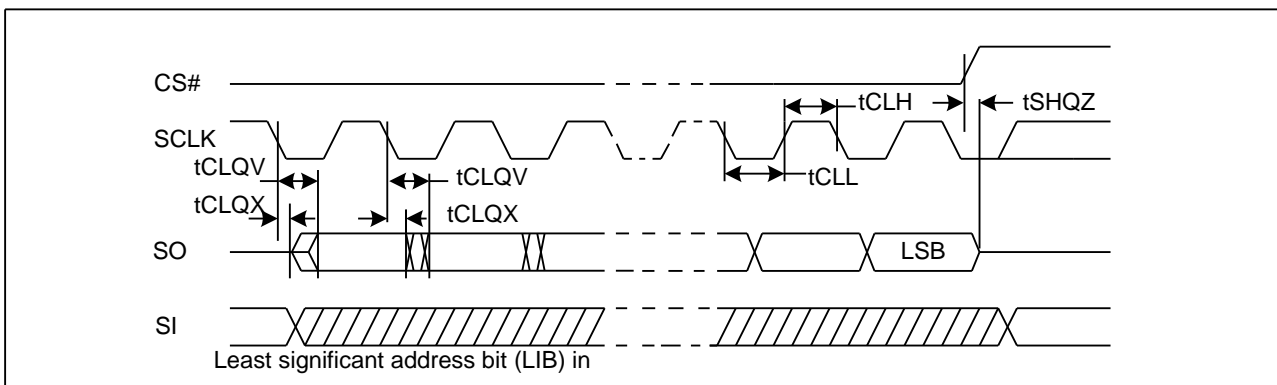 CS#
tCLH
tSHQZ
SCLK
tCLQV
tCLQV
tCLL
tCLQX
tCLQX
SO
LSB
SI
Least significant address bit (LIB) in